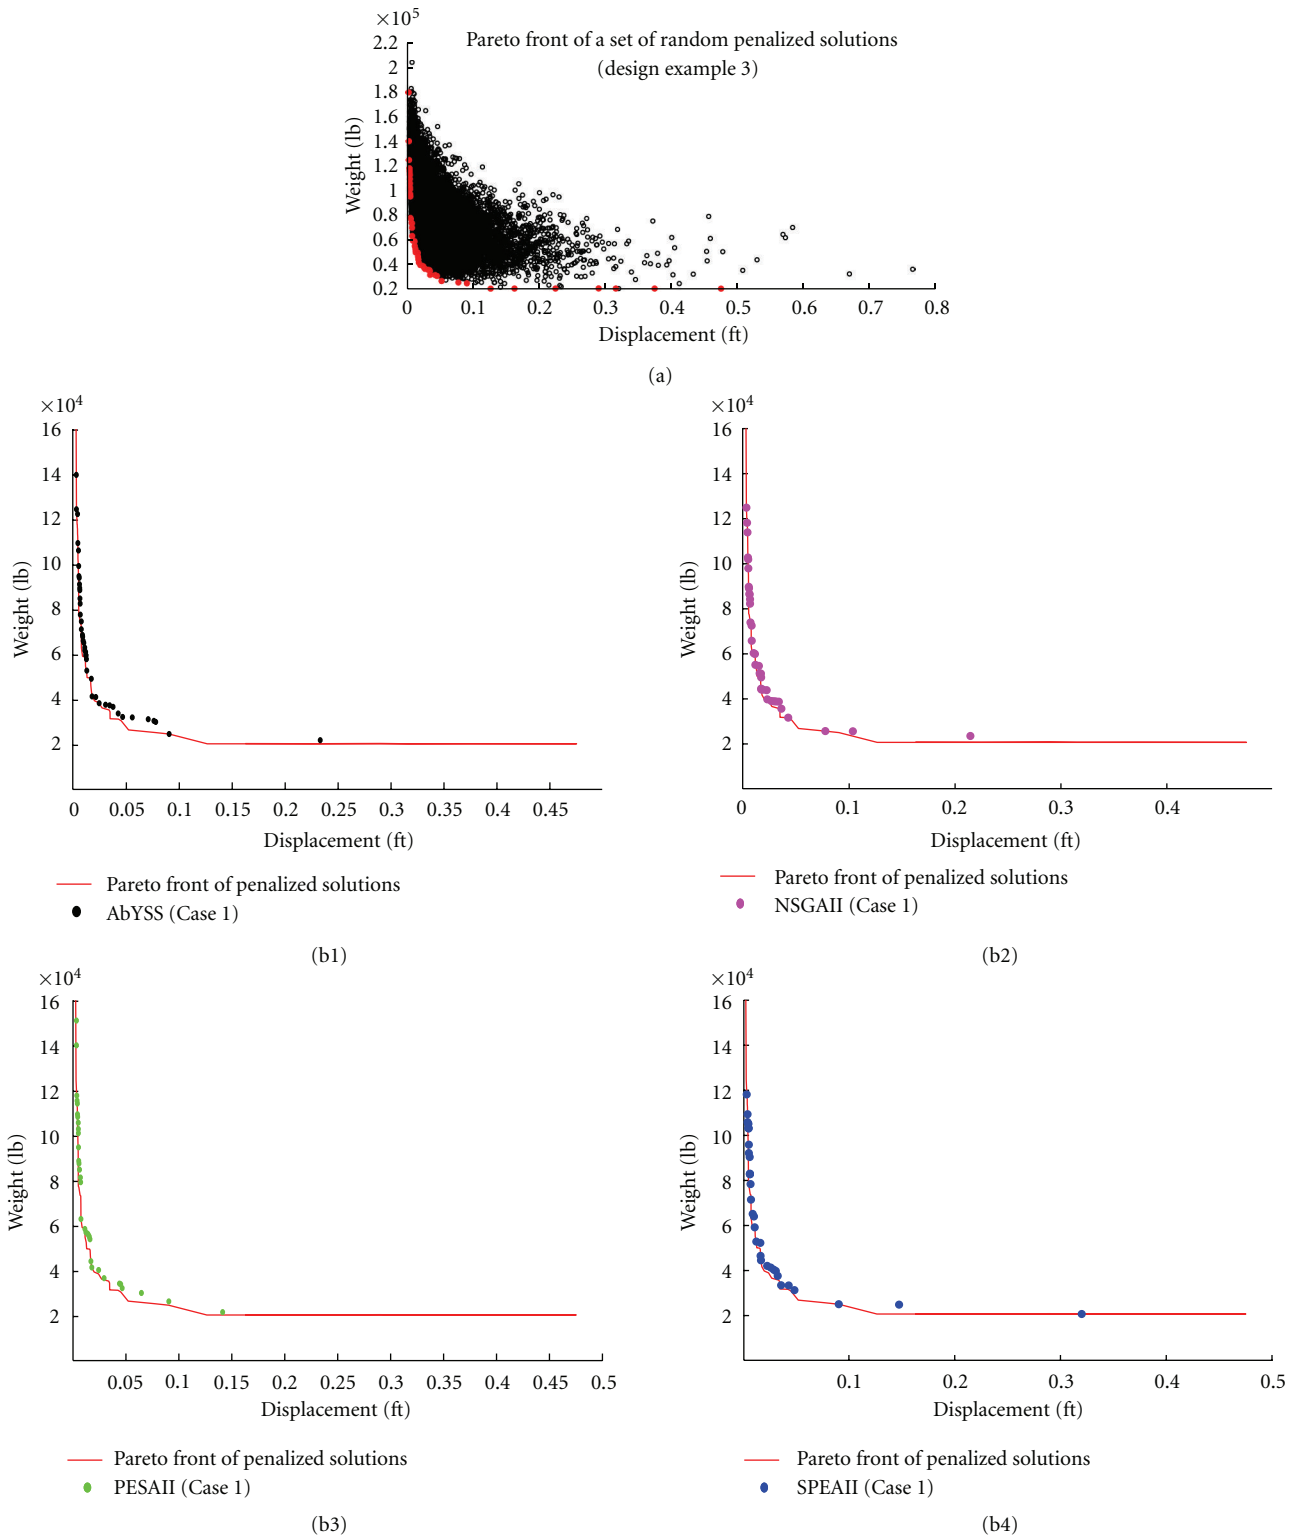 ×10⁵
Pareto front of a set of random penalized solutions
(design example 3)
2.2
2
1.8
1.6
1.4
1.2
1
0.8
0.6
0.4
0.2
Weight (lb)
0 0.1 0.2 0.3 0.4 0.5 0.6 0.7 0.8
Displacement (ft)
(a)
×10⁴
16
14
12
10
8
6
4
2
Weight (lb)
0 0.05 0.1 0.15 0.2 0.25 0.3 0.35 0.4 0.45
Displacement (ft)
Pareto front of penalized solutions
AbYSS (Case 1)
(b1)
×10⁴
16
14
12
10
8
6
4
2
Weight (lb)
0 0.1 0.2 0.3 0.4
Displacement (ft)
Pareto front of penalized solutions
NSGAII (Case 1)
(b2)
×10⁴
16
14
12
10
8
6
4
2
Weight (lb)
0.05 0.1 0.15 0.2 0.25 0.3 0.35 0.4 0.45 0.5
Displacement (ft)
Pareto front of penalized solutions
PESAII (Case 1)
(b3)
×10⁴
16
14
12
10
8
6
4
2
Weight (lb)
0.1 0.2 0.3 0.4 0.5
Displacement (ft)
Pareto front of penalized solutions
SPEAII (Case 1)
(b4)